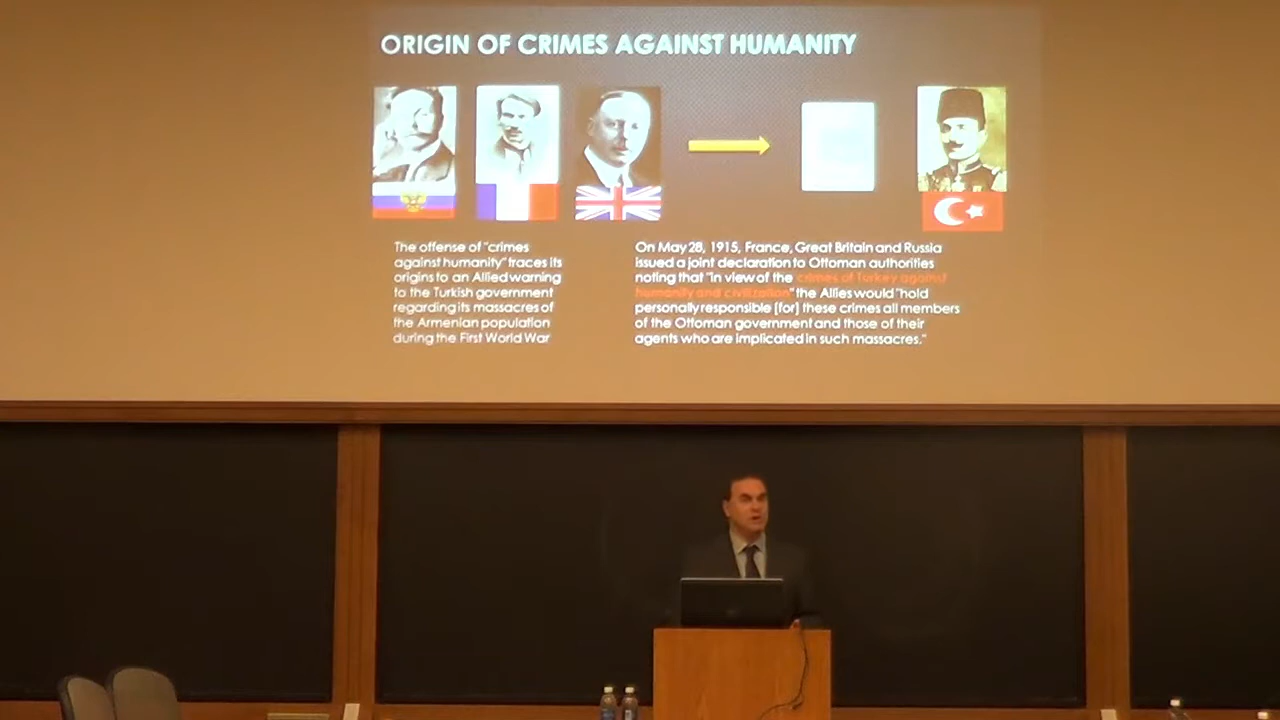 ORIGIN OF CRIMES AGAINST HUMANITY
The offense of "crimes
against humanity" traces its
origins to an Allied warning
to the Turkish government
regarding its massacres of
the Armenian population
during the First World War
On May 28, 1915, France, Great Britain and Russia
issued a joint declaration to Ottoman authorities
noting that "in view of the crimes of Turkey against
humanity and civilization" the Allies would "hold
personally responsible [for] these crimes all members
of the Ottoman government and those of their
agents who are implicated in such massacres."